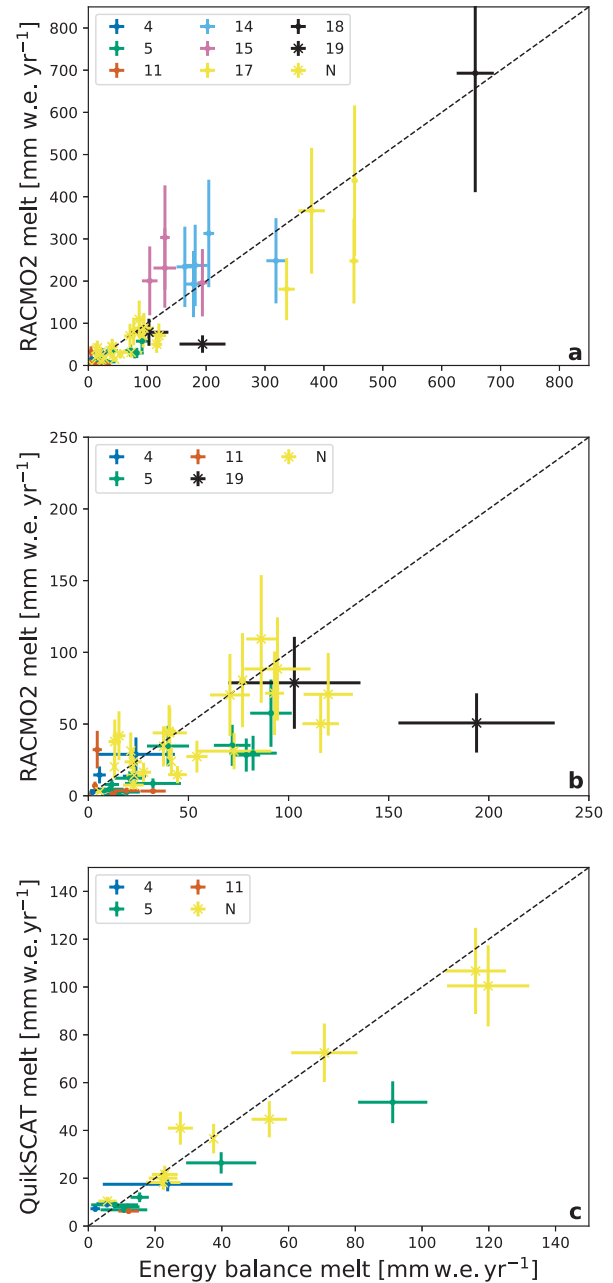 800
700
600
500
400
300
200
100
0
RACMO2 melt [mm w.e. yr⁻¹]
4 14 18
5 15 19
11 17 N
a
0 100 200 300 400 500 600 700 800
250
200
150
100
50
0
RACMO2 melt [mm w.e. yr⁻¹]
4 11 N
5 19
b
0 50 100 150 200 250
140
120
100
80
60
40
20
0
QuikSCAT melt [mm w.e. yr⁻¹]
4 11
5 N
c
0 20 40 60 80 100 120 140
Energy balance melt [mm w.e. yr⁻¹]